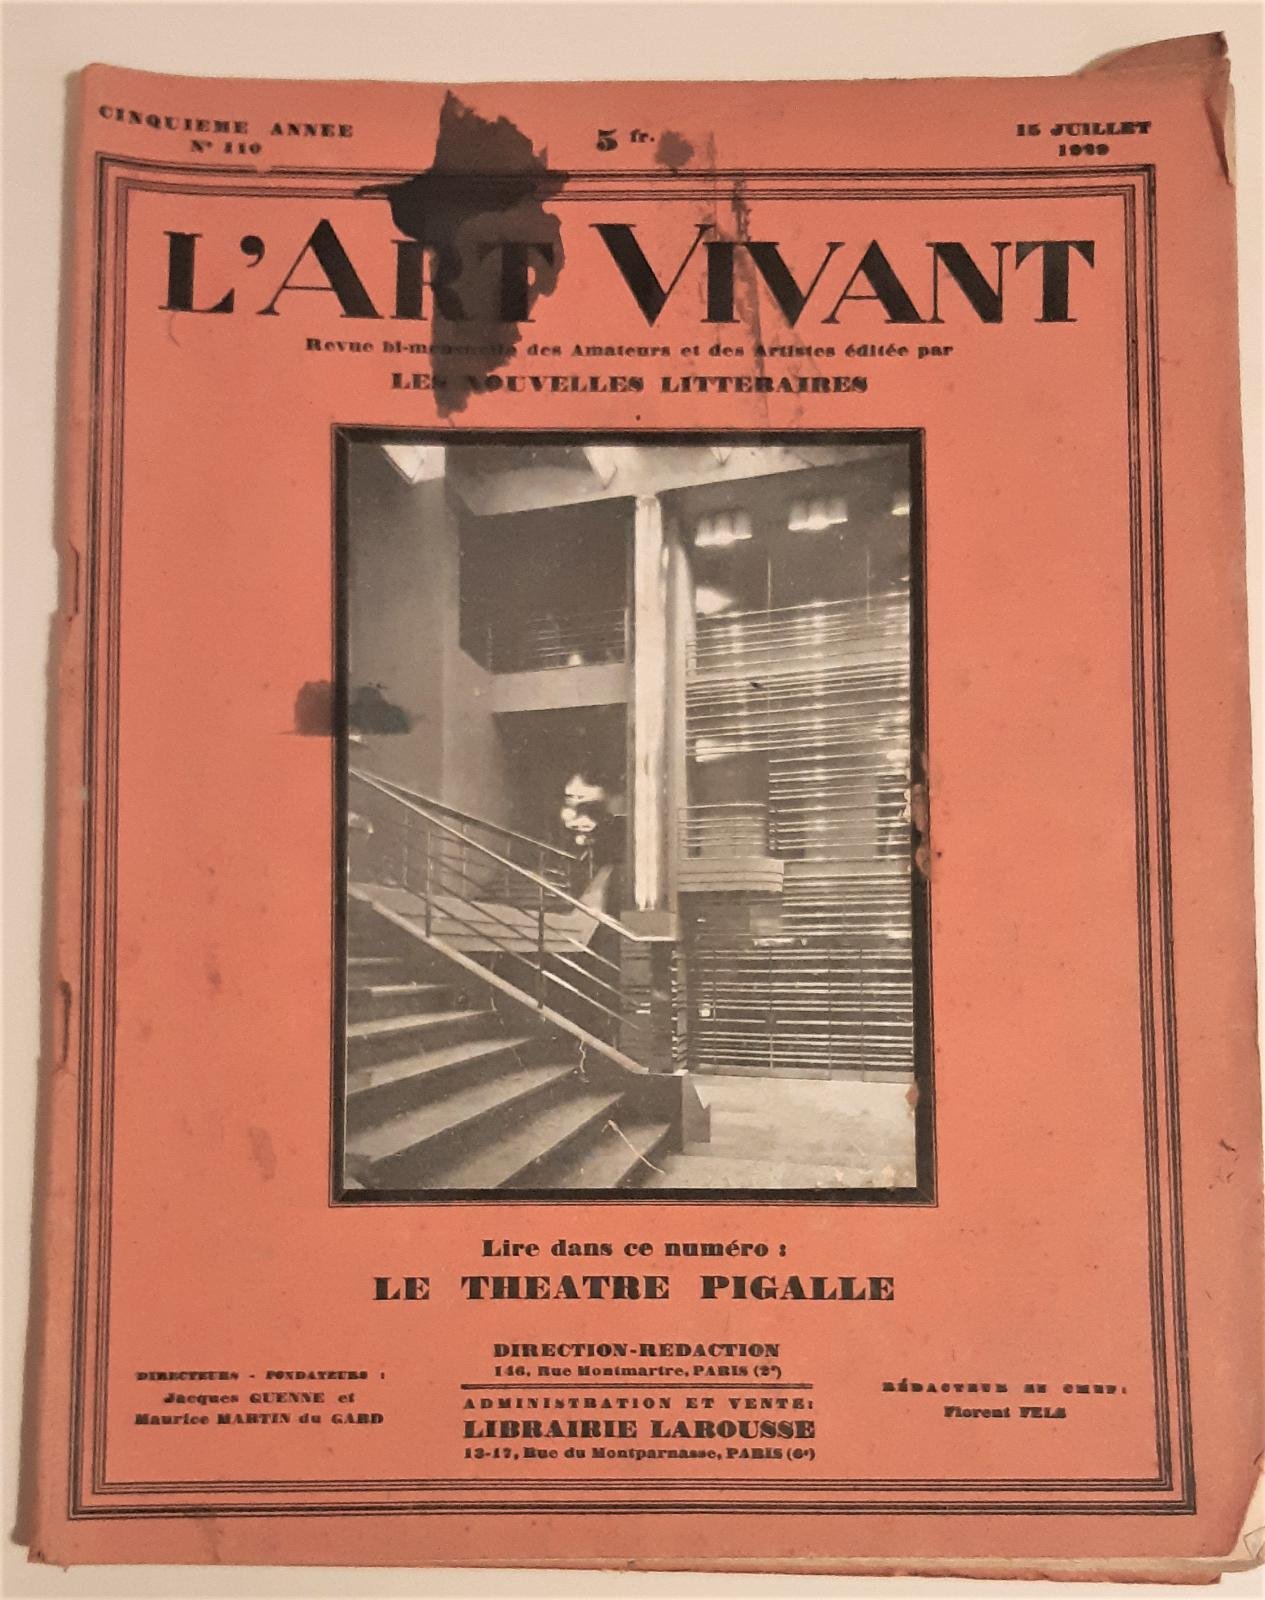 CINQUIEME ANNEE
N° 110
5 fr.
15 JUILLET
1929
L'ART VIVANT
Revue bi-mensuelle des Amateurs et des Artistes éditée par
LES NOUVELLES LITTERAIRES
Lire dans ce numéro :
LE THEATRE PIGALLE
DIRECTEURS - FONDATEURS :
Jacques GUENNE et
Maurice MARTIN du GARD
DIRECTION-REDACTION
146, Rue Montmartre, PARIS (2e)
ADMINISTRATION ET VENTE:
LIBRAIRIE LAROUSSE
13-17, Rue du Montparnasse, PARIS (6e)
RÉDACTEUR EN CHEF:
Florent FELS